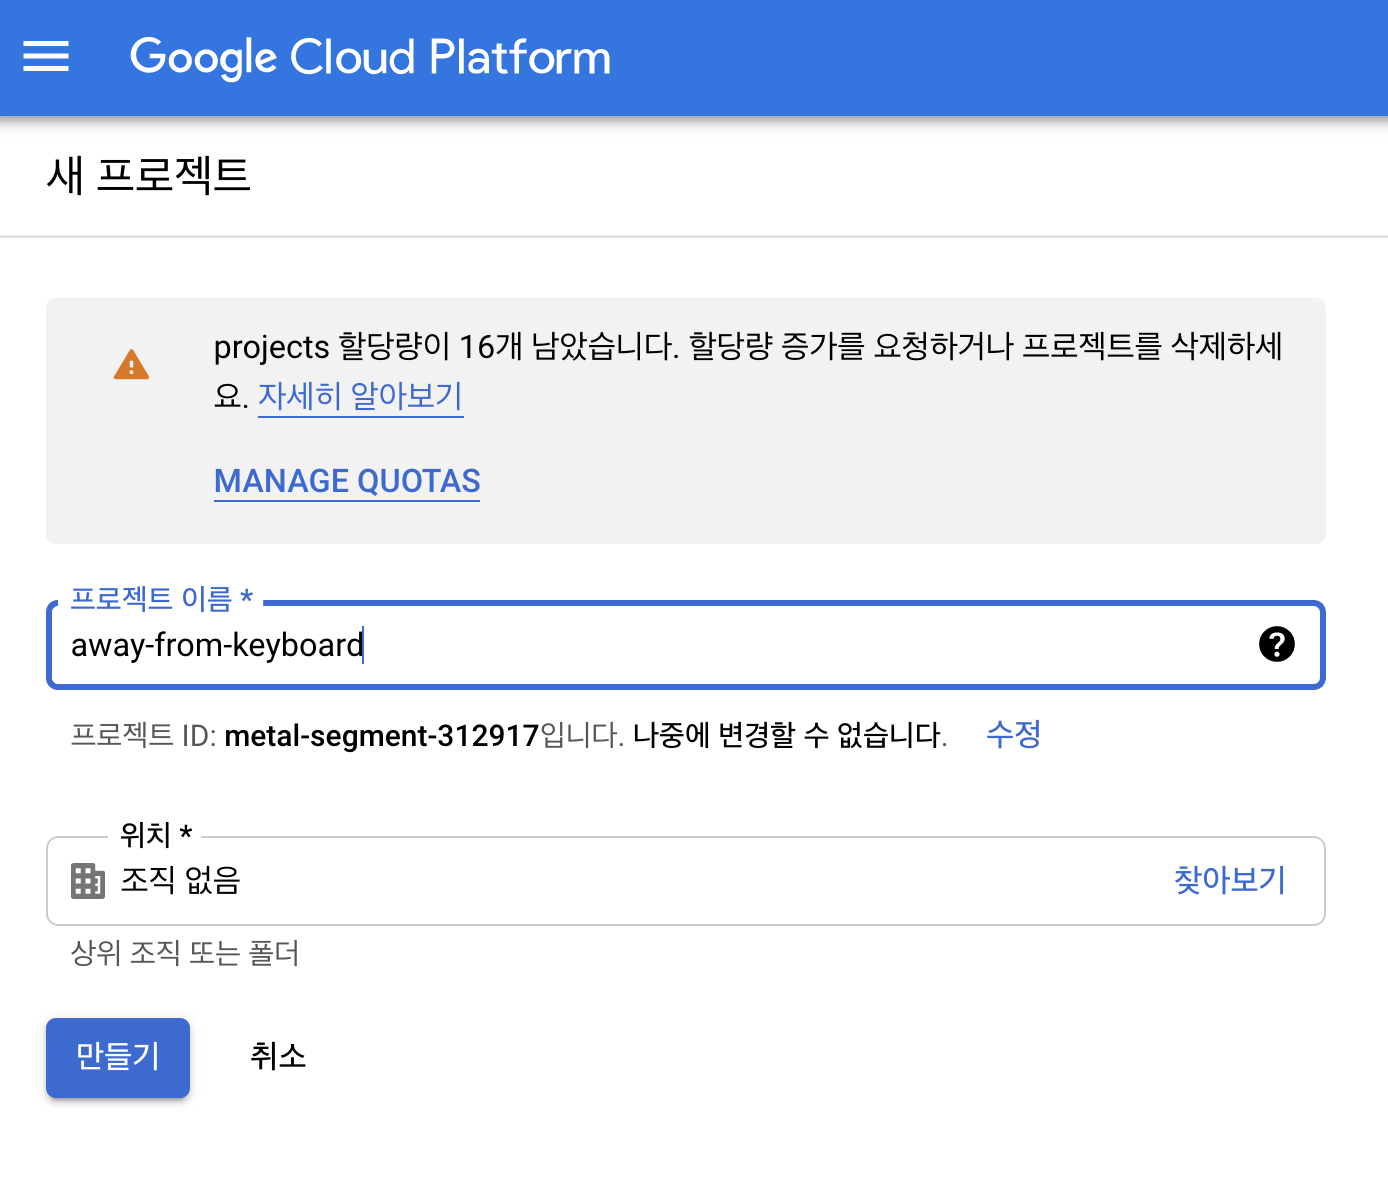 Google Cloud Platform
새 프로젝트
projects 할당량이 16개 남았습니다. 할당량 증가를 요청하거나 프로젝트를 삭제하세
요. 자세히 알아보기
MANAGE QUOTAS
프로젝트 이름 *
away-from-keyboard
프로젝트 ID: metal-segment-312917입니다. 나중에 변경할 수 없습니다. 수정
위치 *
조직 없음 찾아보기
상위 조직 또는 폴더
만들기 취소